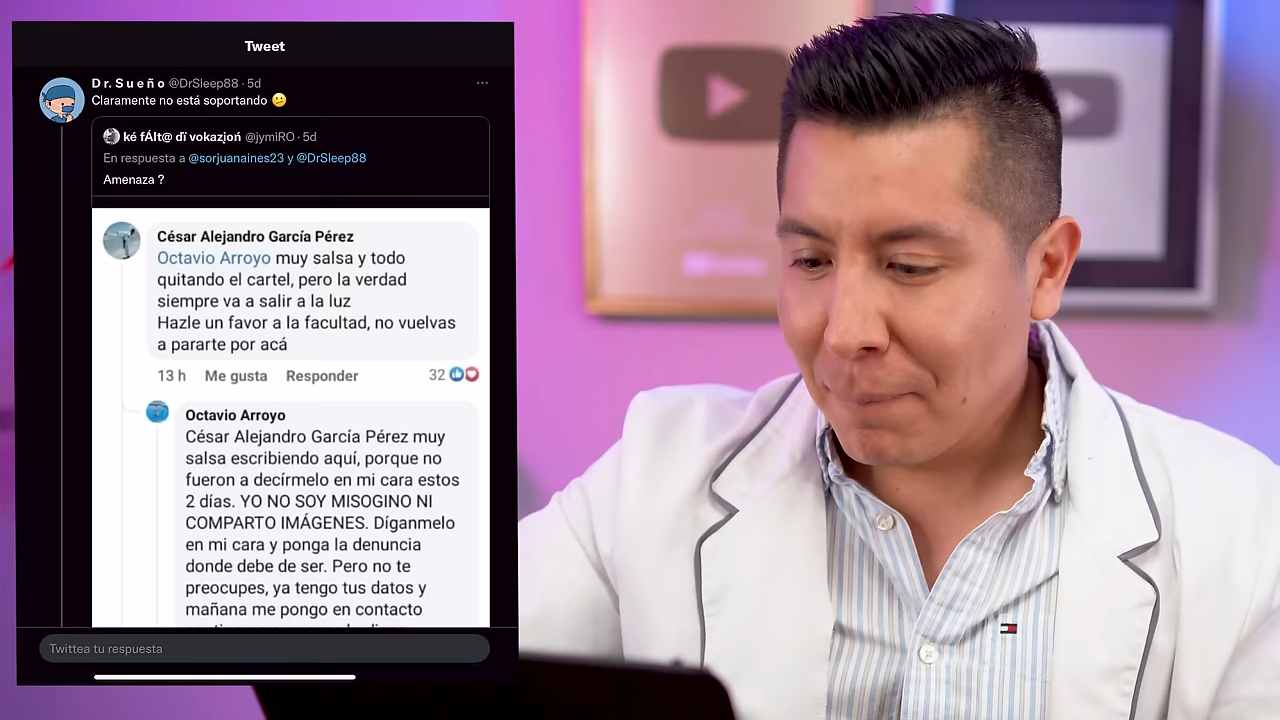 Tweet
Dr. Sueño @DrSleep88 · 5d
Claramente no está soportando 🫤
ké fÁlt@ dï vokazjoń @jymiRO · 5d
En respuesta a @sorjuanaines23 y @DrSleep88
Amenaza ?
César Alejandro García Pérez
Octavio Arroyo muy salsa y todo
quitando el cartel, pero la verdad
siempre va a salir a la luz
Hazle un favor a la facultad, no vuelvas
a pararte por acá
13 h Me gusta Responder 32
Octavio Arroyo
César Alejandro García Pérez muy
salsa escribiendo aquí, porque no
fueron a decírmelo en mi cara estos
2 días. YO NO SOY MISOGINO NI
COMPARTO IMÁGENES. Díganmelo
en mi cara y ponga la denuncia
donde debe de ser. Pero no te
preocupes, ya tengo tus datos y
mañana me pongo en contacto
Twittea tu respuesta